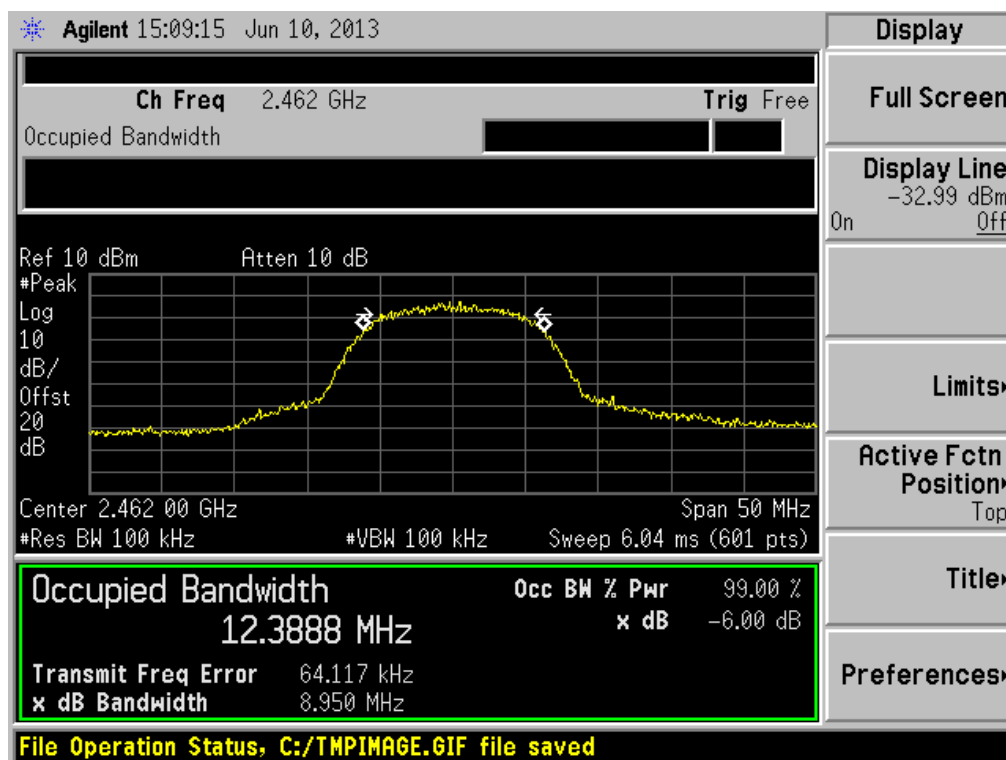 Agilent 15:09:15 Jun 10, 2013
Display
Ch Freq 2.462 GHz Trig Free
Occupied Bandwidth
Full Screen
Display Line
-32.99 dBm
On Off
Ref 10 dBm Atten 10 dB
#Peak
Log
10
dB/
Offst
20
dB
Center 2.462 00 GHz Span 50 MHz
#Res BW 100 kHz #VBW 100 kHz Sweep 6.04 ms (601 pts)
Limits
Active Fctn
Position
Top
Title
Preferences
Occupied Bandwidth
12.3888 MHz
Occ BW % Pwr 99.00 %
x dB -6.00 dB
Transmit Freq Error 64.117 kHz
x dB Bandwidth 8.950 MHz
File Operation Status, C:/TMPIMAGE.GIF file saved